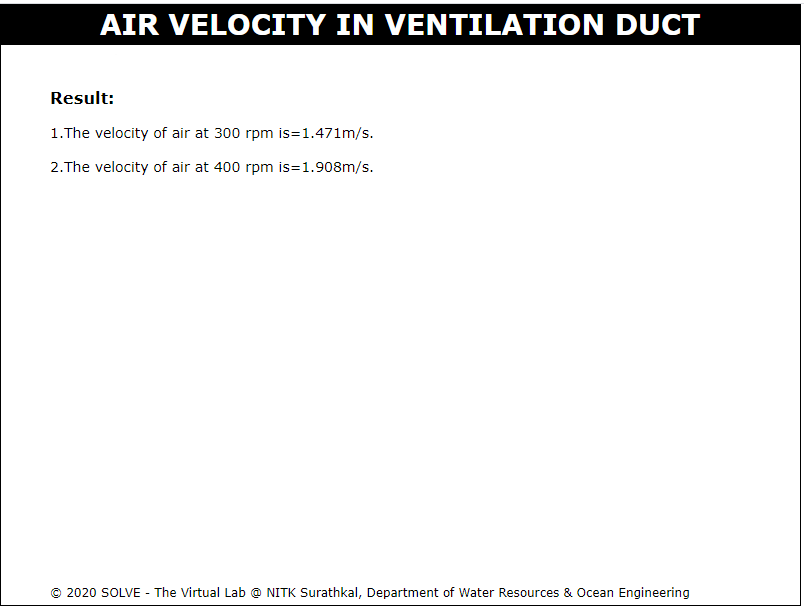 AIR VELOCITY IN VENTILATION DUCT
Result:
1.The velocity of air at 300 rpm is=1.471m/s.
2.The velocity of air at 400 rpm is=1.908m/s.
© 2020 SOLVE - The Virtual Lab @ NITK Surathkal, Department of Water Resources & Ocean Engineering